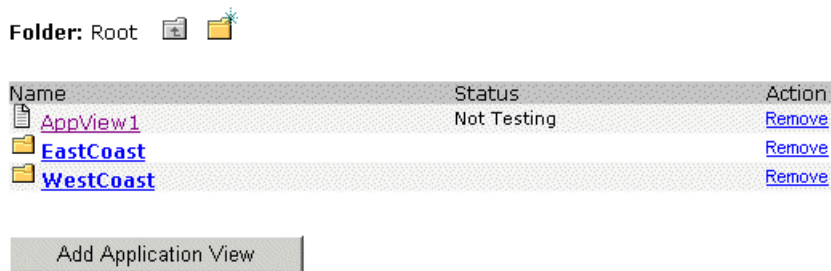 Folder: Root
Name Status Action
AppView1 Not Testing Remove
EastCoast Remove
WestCoast Remove
Add Application View